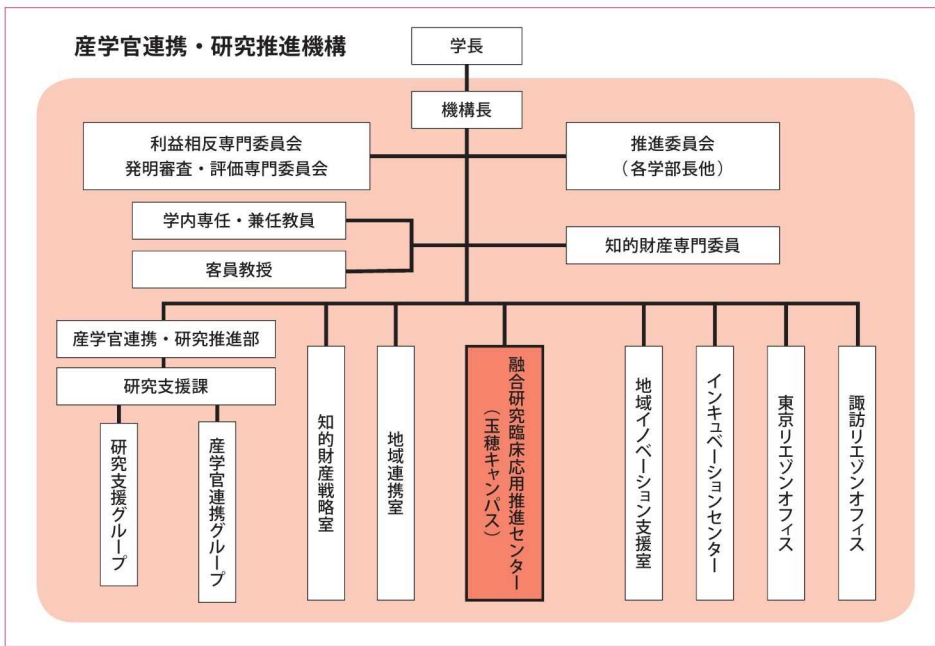 産学官連携・研究推進機構
学長
機構長
利益相反専門委員会
発明審査・評価専門委員会
推進委員会
（各学部長他）
学内専任・兼任教員
客員教授
知的財産専門委員
産学官連携・研究推進部
研究支援課
研究支援グループ
産学官連携グループ
知的財産戦略室
地域連携室
融合研究臨床応用推進センター
（玉穂キャンパス）
地域イノベーション支援室
インキュベーションセンター
東京リエゾンオフィス
諏訪リエゾンオフィス